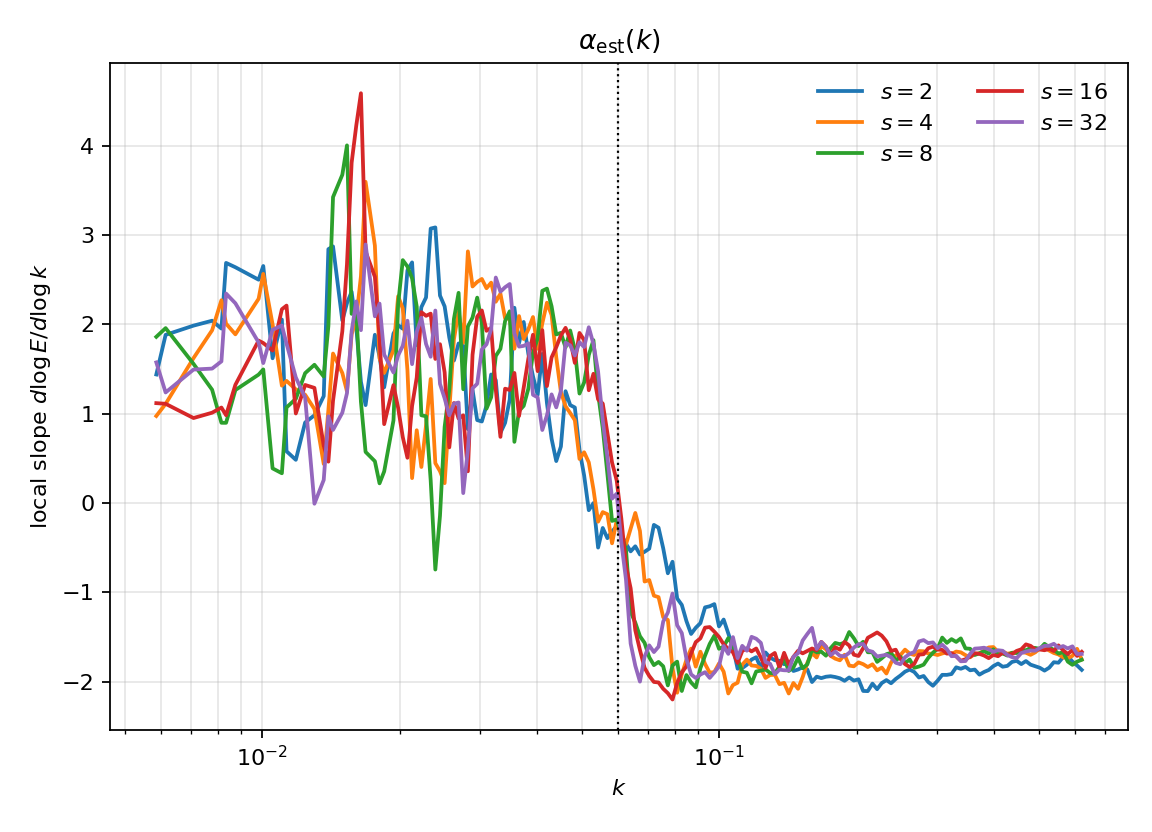 α_est(k)
s = 2
s = 4
s = 8
s = 16
s = 32
local slope d log E/d log k
4
3
2
1
0
−1
−2
10⁻²
10⁻¹
k